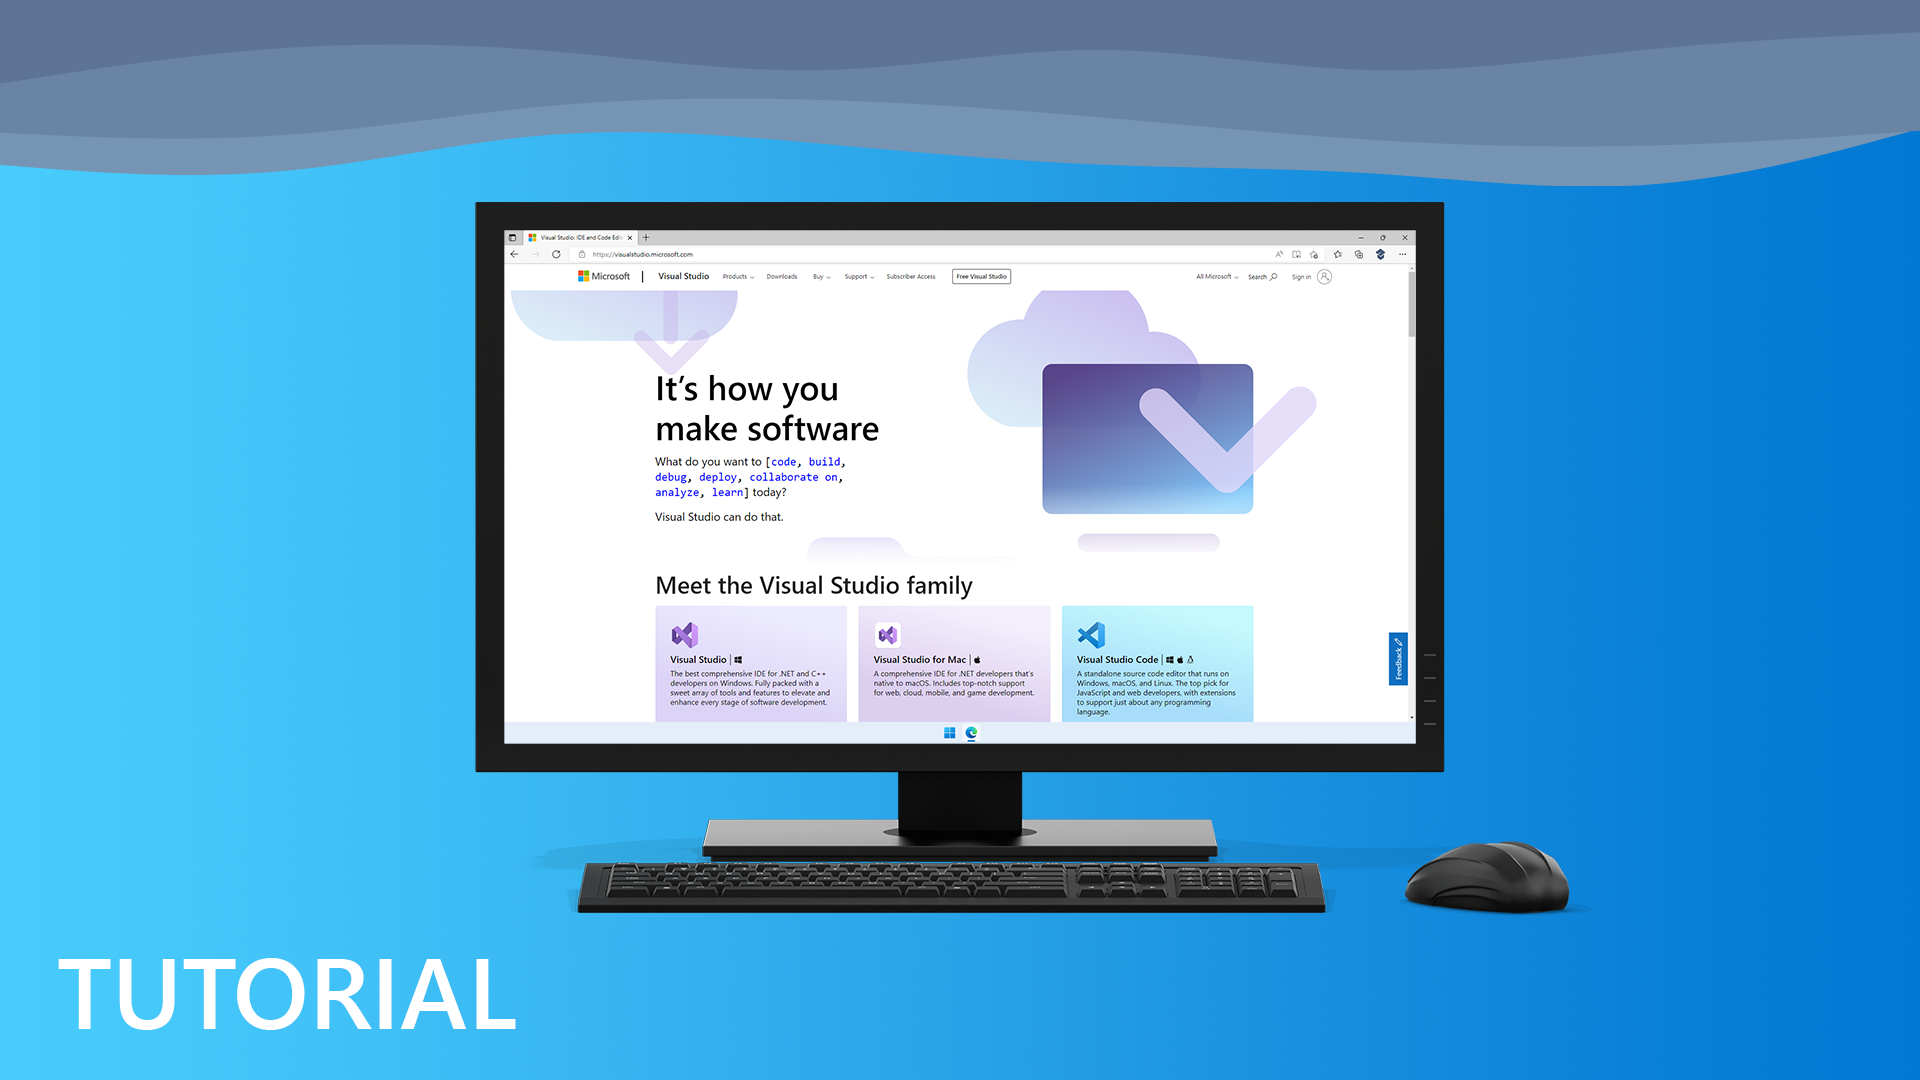 Visual Studio: IDE and Code Edi
https://visualstudio.microsoft.com
Microsoft | Visual Studio Products Downloads Buy Support Subscriber Access Free Visual Studio All Microsoft Search Sign in
It’s how you
make software
What do you want to [code, build,
debug, deploy, collaborate on,
analyze, learn] today?
Visual Studio can do that.
Meet the Visual Studio family
Visual Studio |
The best comprehensive IDE for .NET and C++
developers on Windows. Fully packed with a
sweet array of tools and features to elevate and
enhance every stage of software development.
Visual Studio for Mac |
A comprehensive IDE for .NET developers that's
native to macOS. Includes top-notch support
for web, cloud, mobile, and game development.
Visual Studio Code |
A standalone source code editor that runs on
Windows, macOS, and Linux. The top pick for
JavaScript and web developers, with extensions
to support just about any programming
language.
Feedback
TUTORIAL